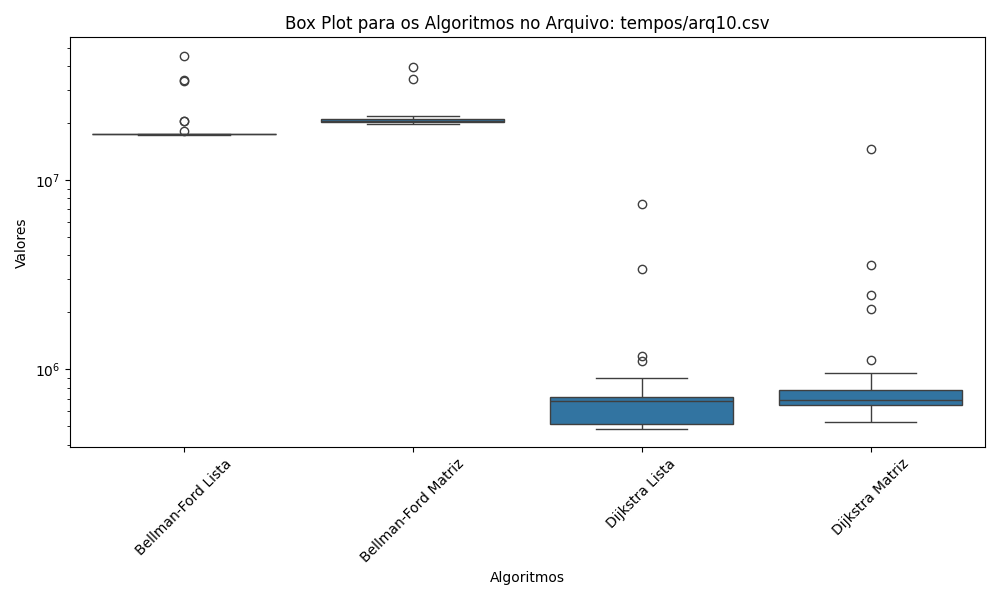 Box Plot para os Algoritmos no Arquivo: tempos/arq10.csv
Valores
10^7
10^6
Bellman-Ford Lista
Bellman-Ford Matriz
Dijkstra Lista
Dijkstra Matriz
Algoritmos